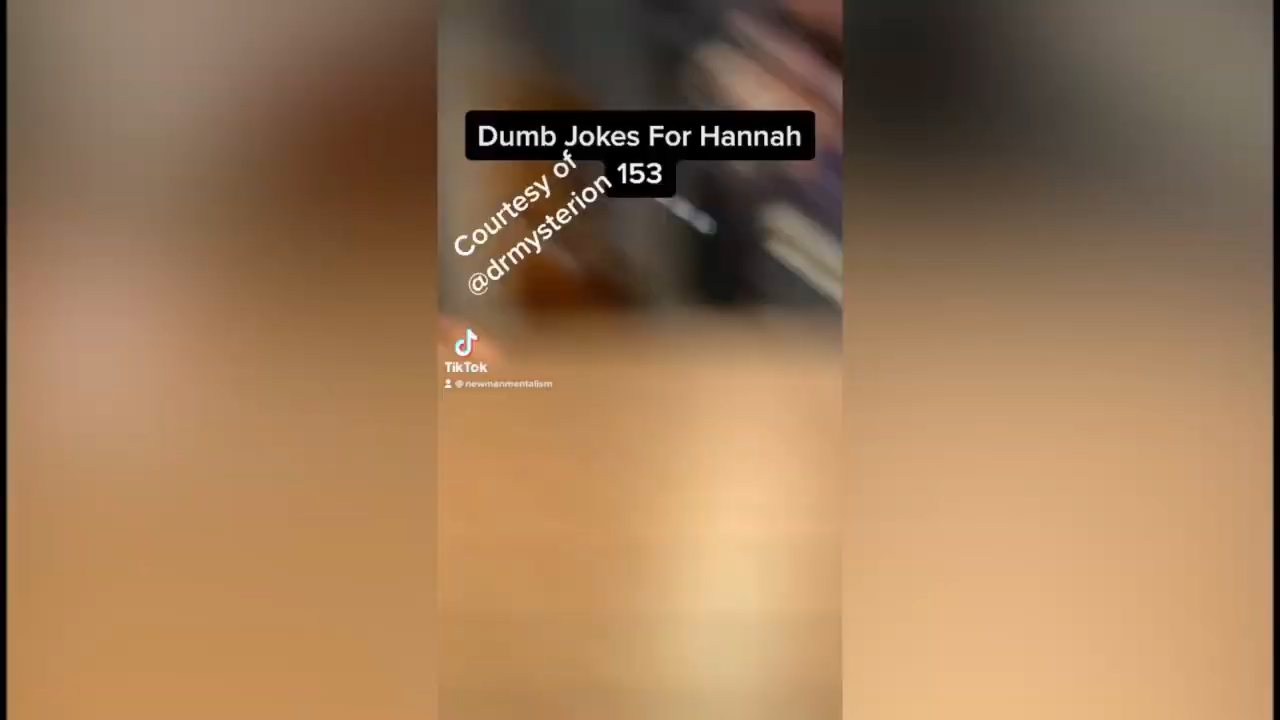 Dumb Jokes For Hannah
153
Courtesy of
@drmysterion
TikTok
@newmanmentalism